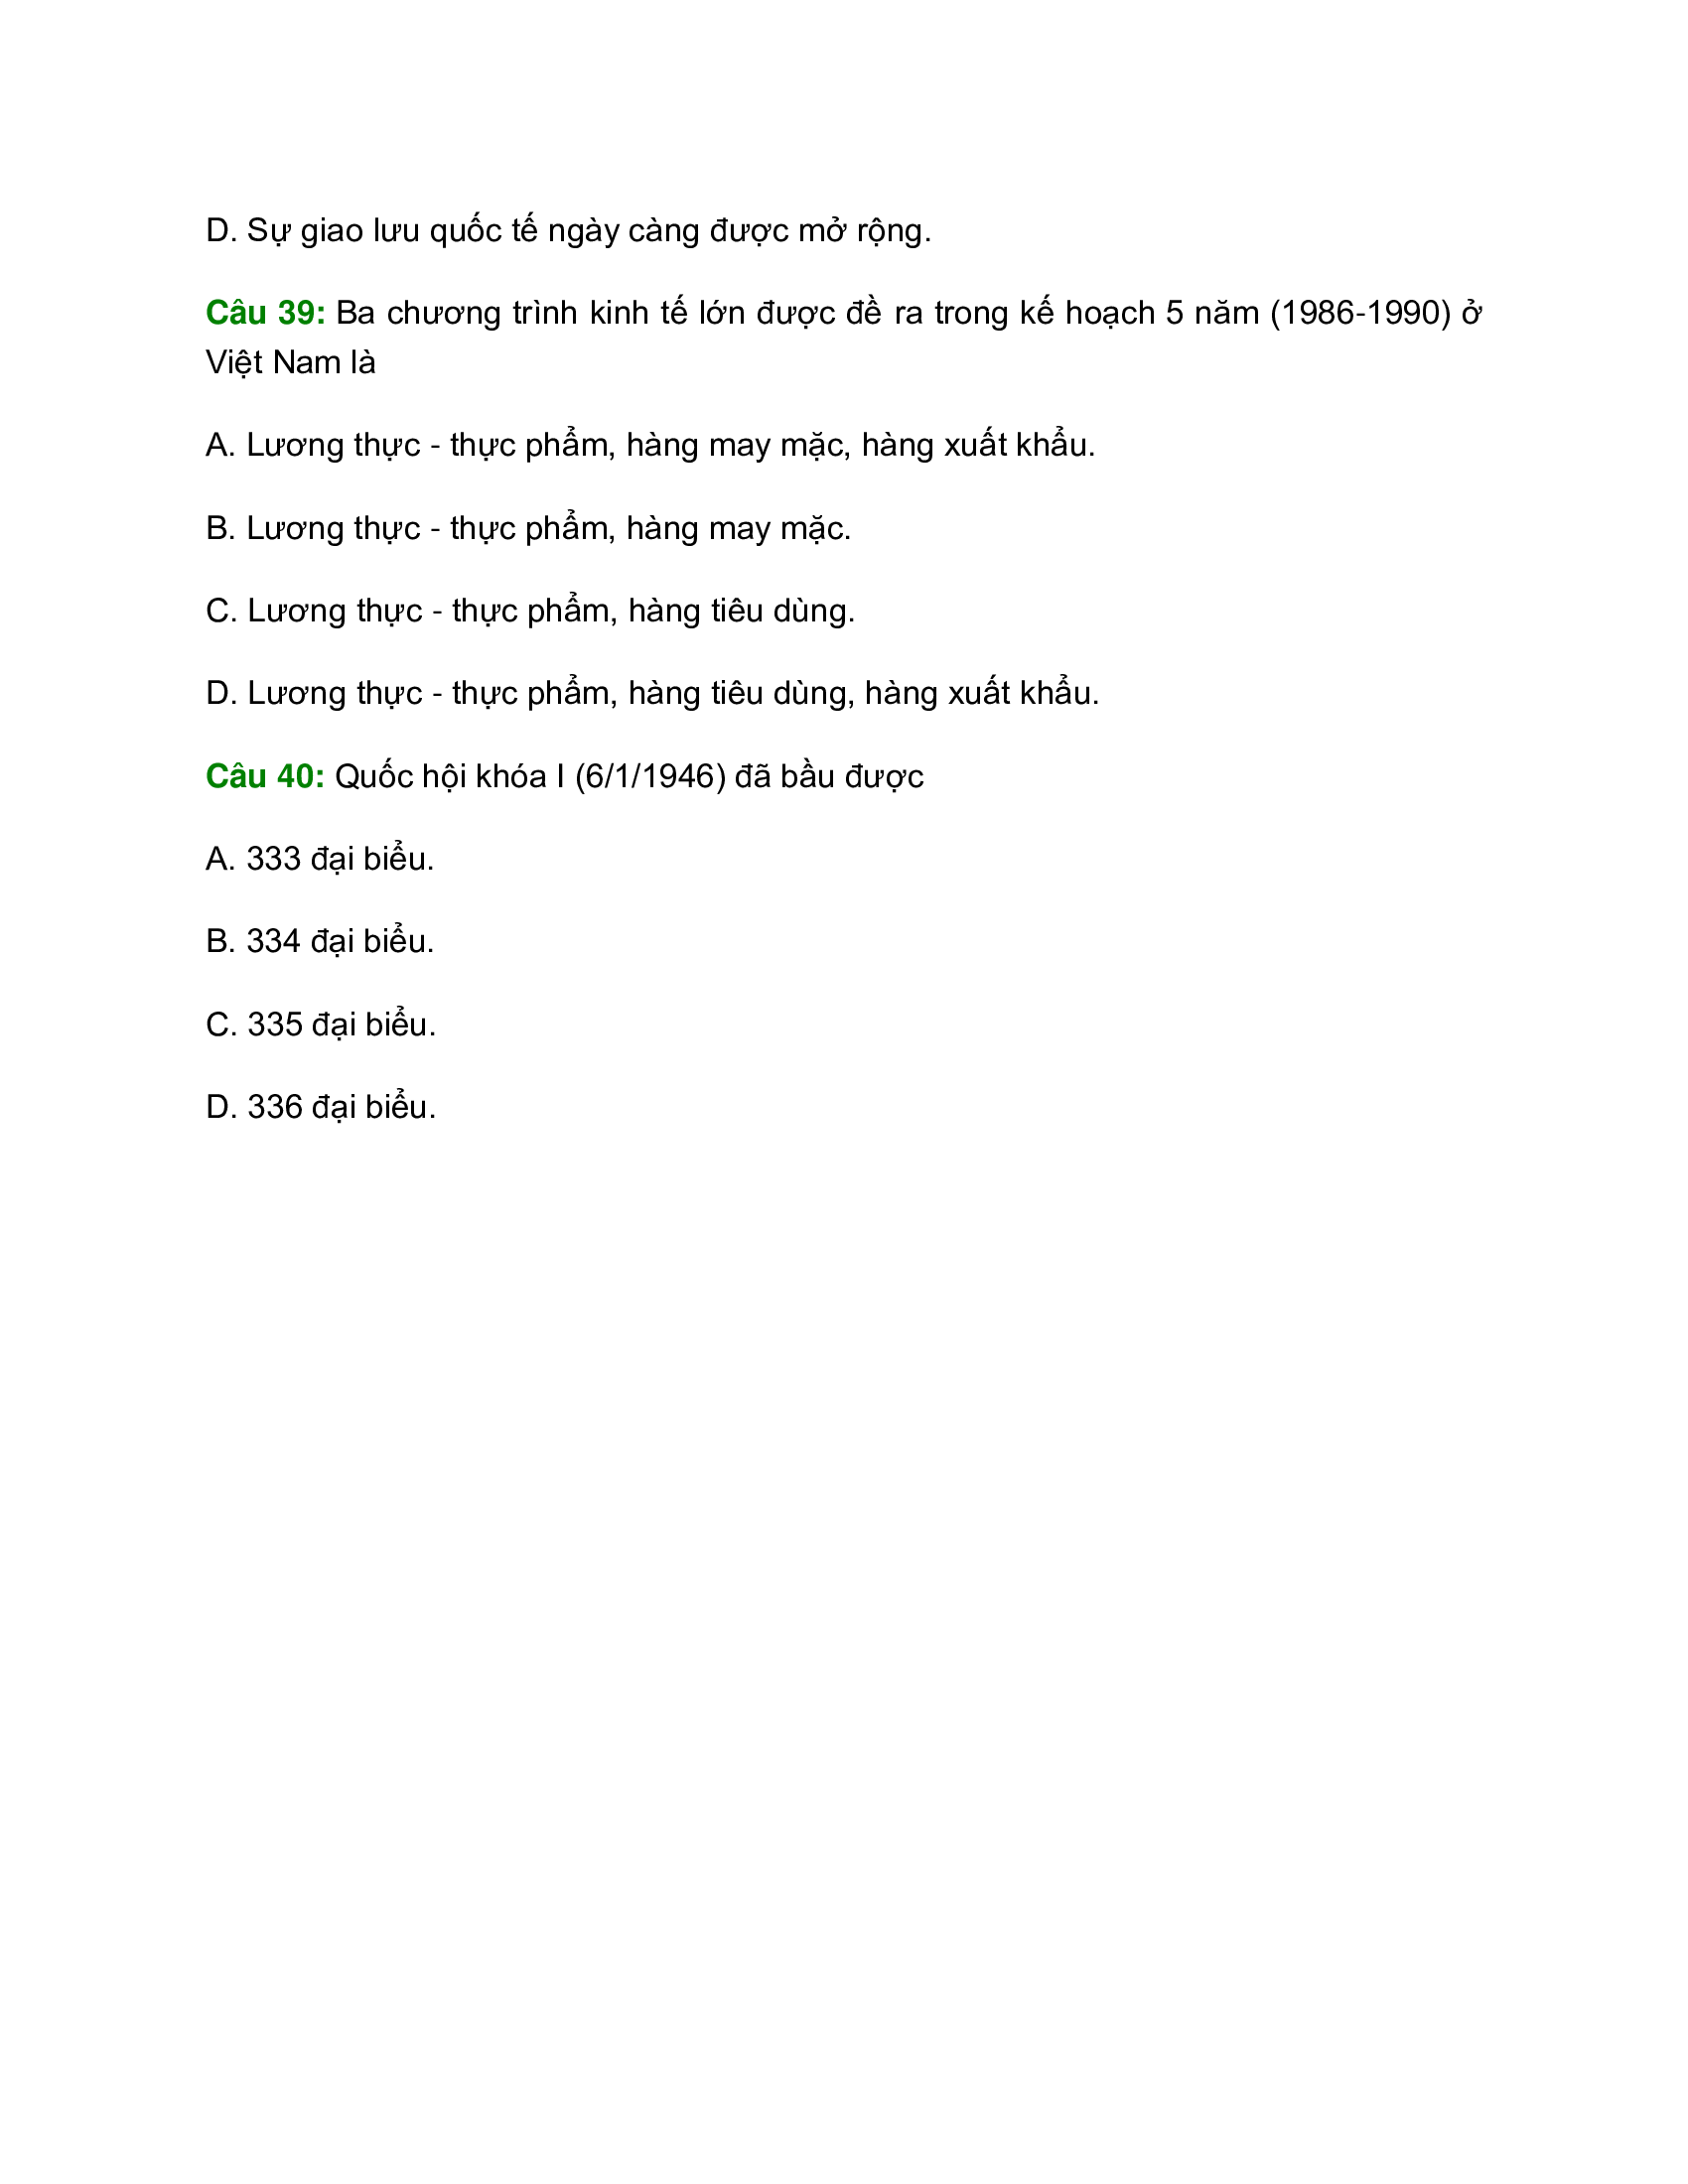 D. Sự giao lưu quốc tế ngày càng được mở rộng.
Câu 39: Ba chương trình kinh tế lớn được đề ra trong kế hoạch 5 năm (1986-1990) ở
Việt Nam là
A. Lương thực - thực phẩm, hàng may mặc, hàng xuất khẩu.
B. Lương thực - thực phẩm, hàng may mặc.
C. Lương thực - thực phẩm, hàng tiêu dùng.
D. Lương thực - thực phẩm, hàng tiêu dùng, hàng xuất khẩu.
Câu 40: Quốc hội khóa I (6/1/1946) đã bầu được
A. 333 đại biểu.
B. 334 đại biểu.
C. 335 đại biểu.
D. 336 đại biểu.